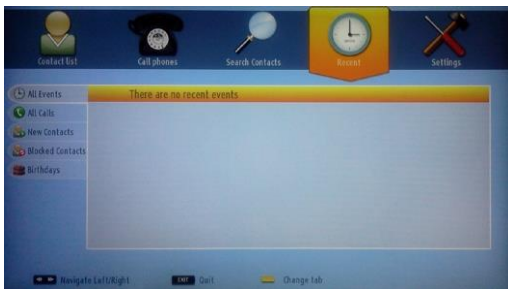 Contact list
Call phones
Search Contacts
Recent
Settings
All Events
There are no recent events
All Calls
New Contacts
Blocked Contacts
Birthdays
Navigate Left/Right
EXIT Quit
Change tab